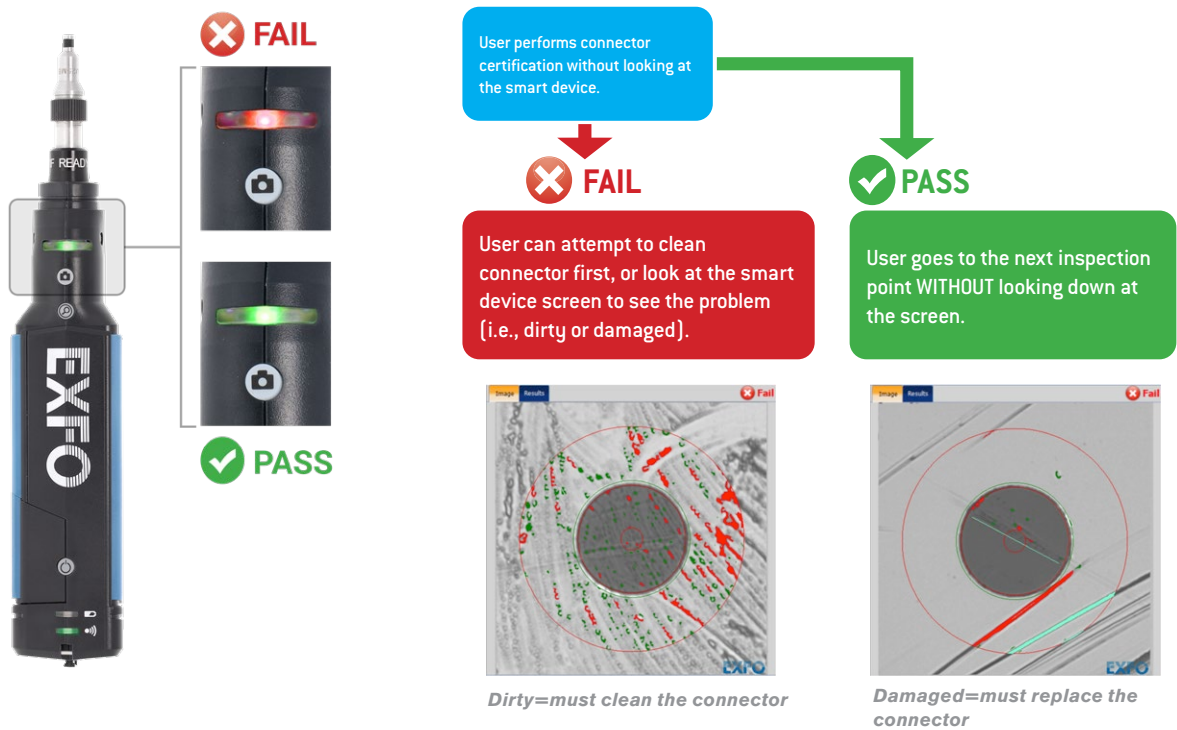 FAIL
F READ
EXFO
PASS
User performs connector
certification without looking at
the smart device.
FAIL
User can attempt to clean
connector first, or look at the smart
device screen to see the problem
(i.e., dirty or damaged).
PASS
User goes to the next inspection
point WITHOUT looking down at
the screen.
Image Results Fail
EXFO
Dirty=must clean the connector
Image Results Fail
EXFO
Damaged=must replace the
connector